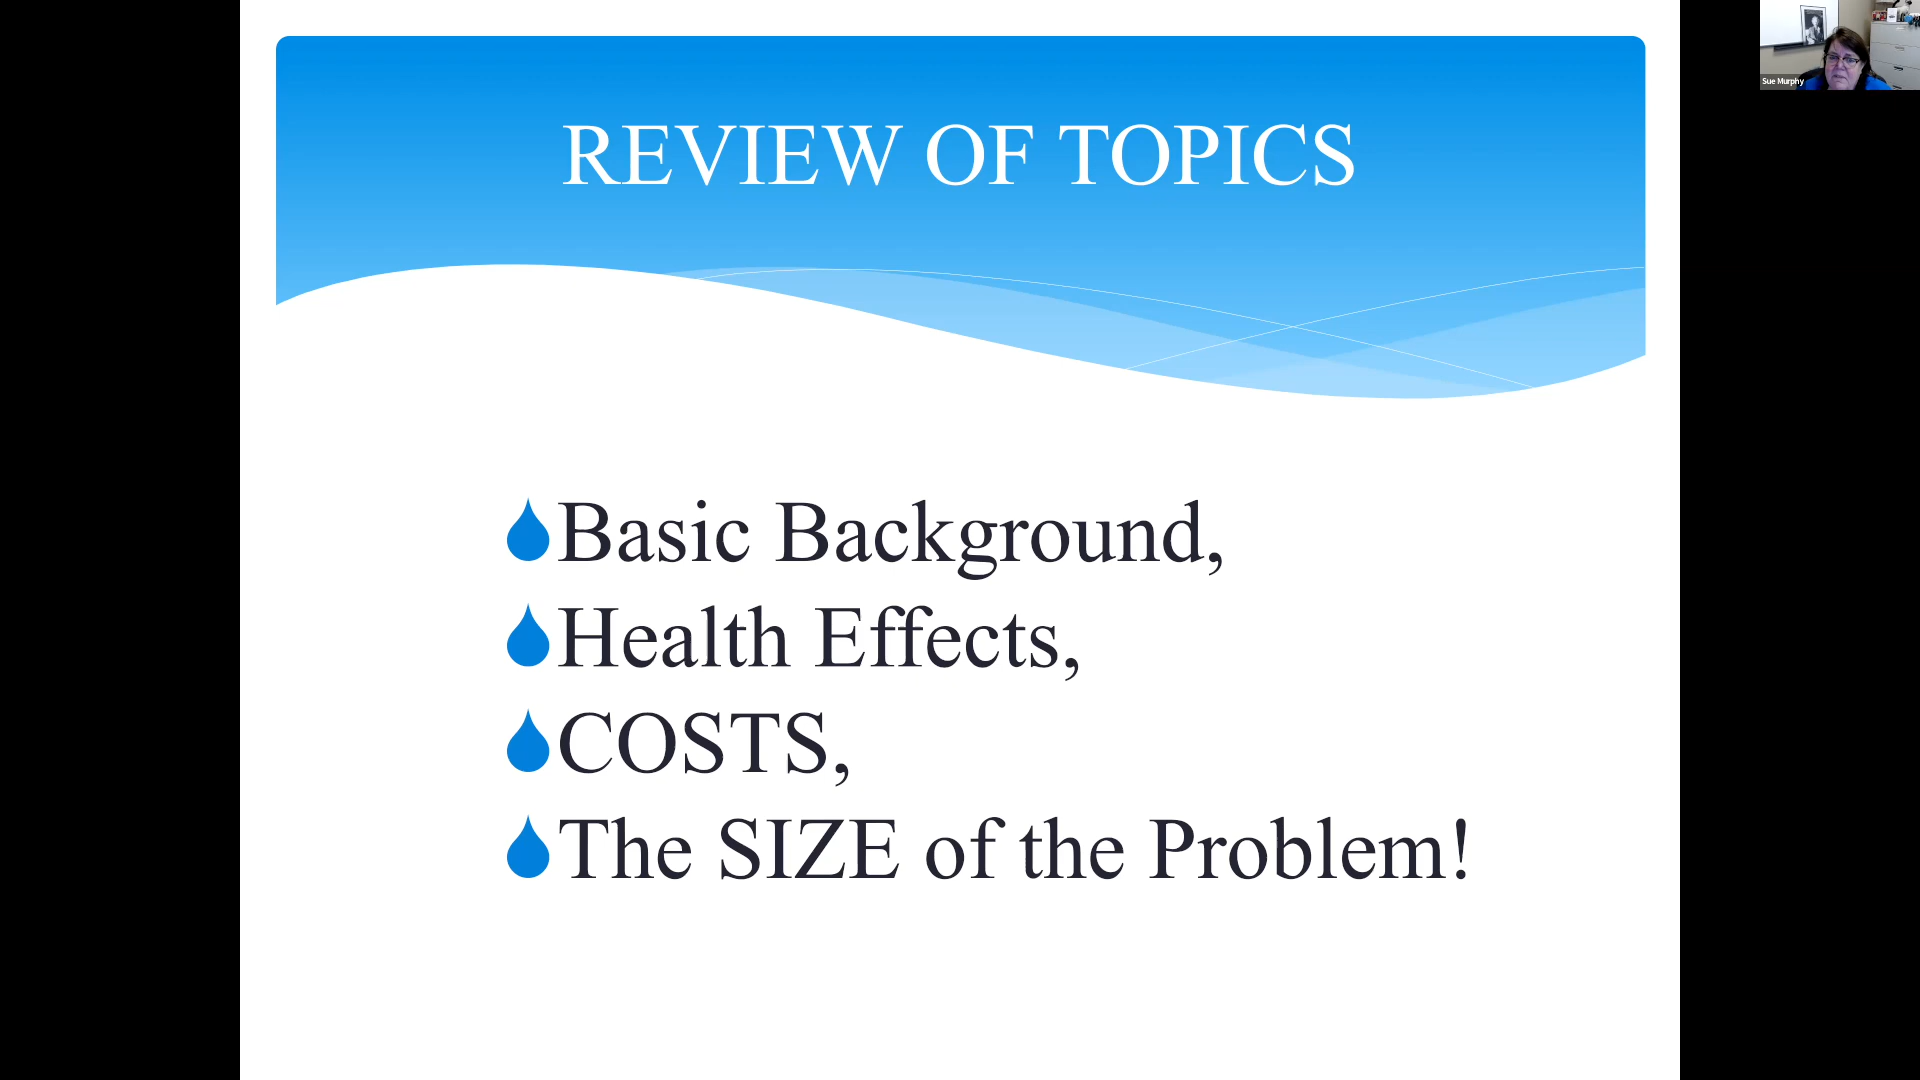 REVIEW OF TOPICS
Basic Background,
Health Effects,
COSTS,
The SIZE of the Problem!
Sue Murphy